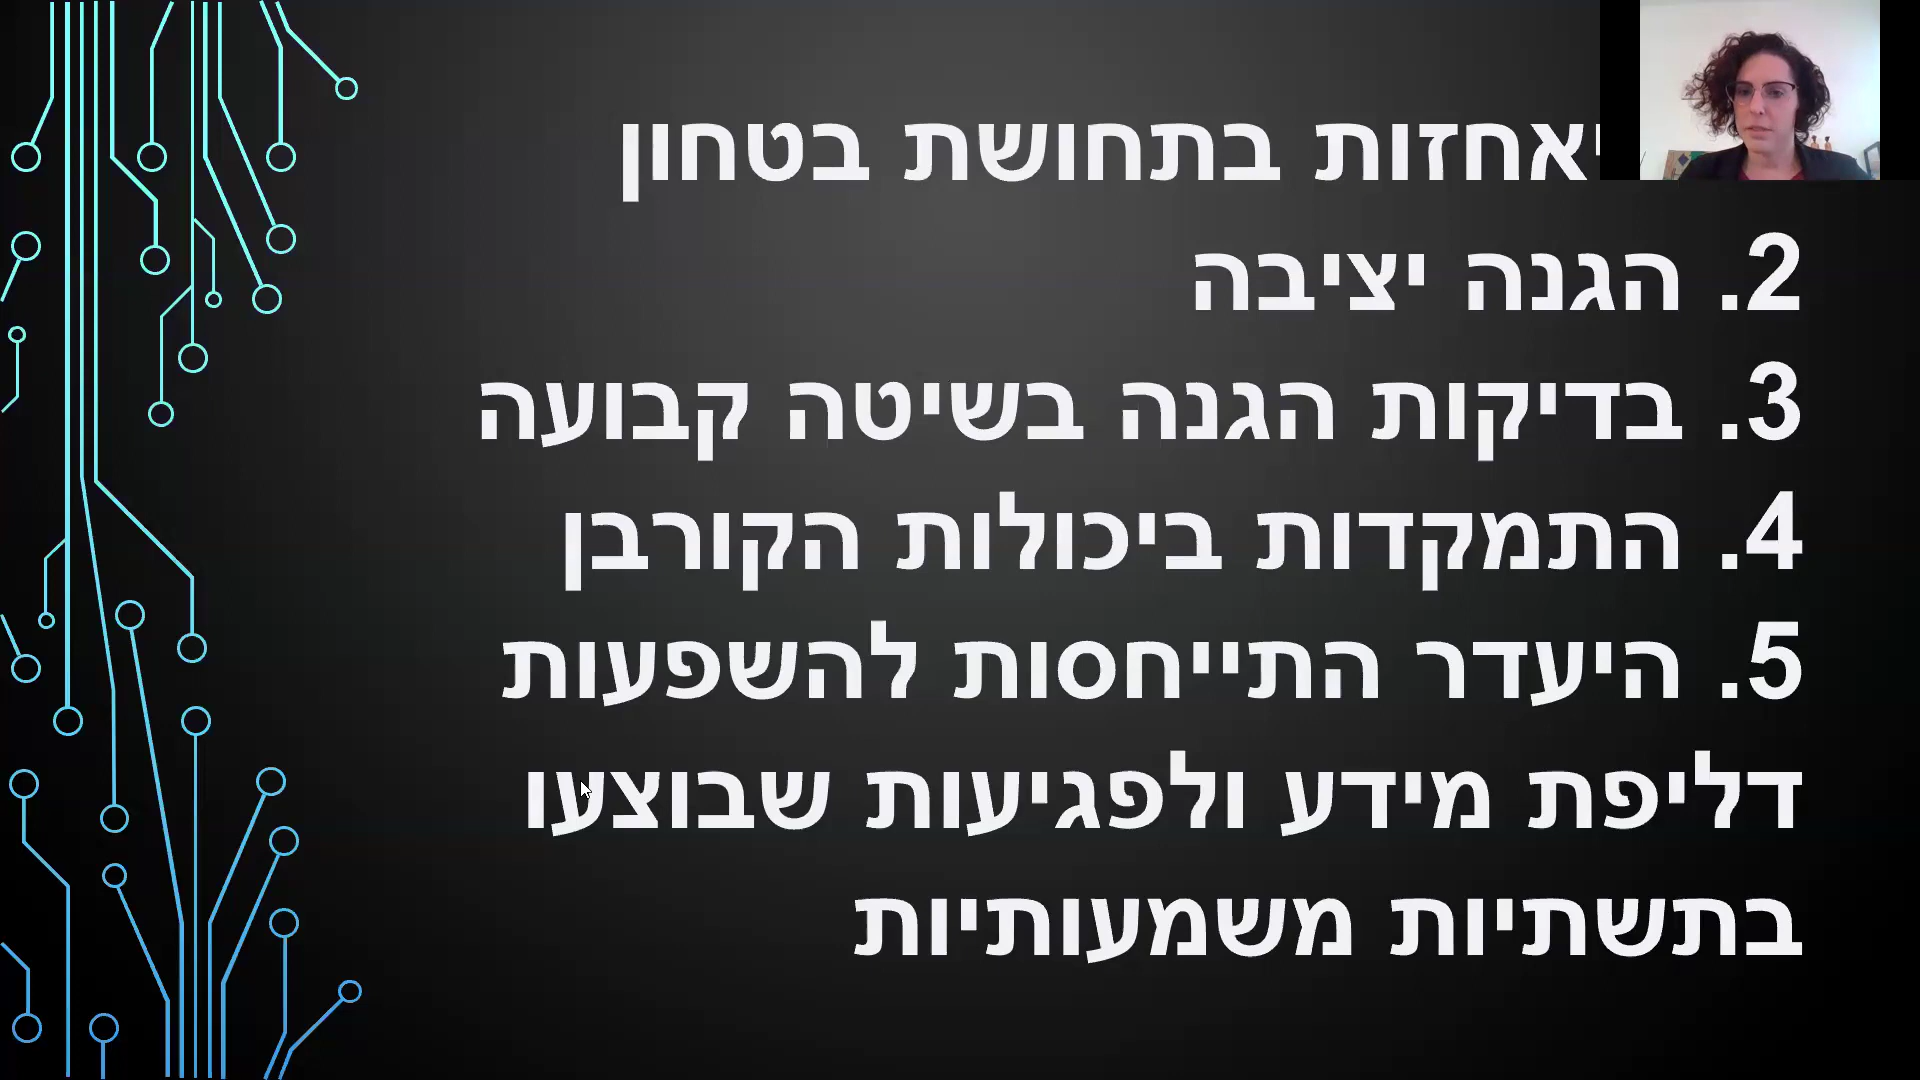 בתחושת בטחון
2. הגנה יציבה
3. בדיקות הגנה בשיטה קבועה
4. התמקדות ביכולות הקורבן
5. היעדר התייחסות להשפעות
דליפת מידע ולפגיעות שבוצעו
בתשתיות משמעותיות